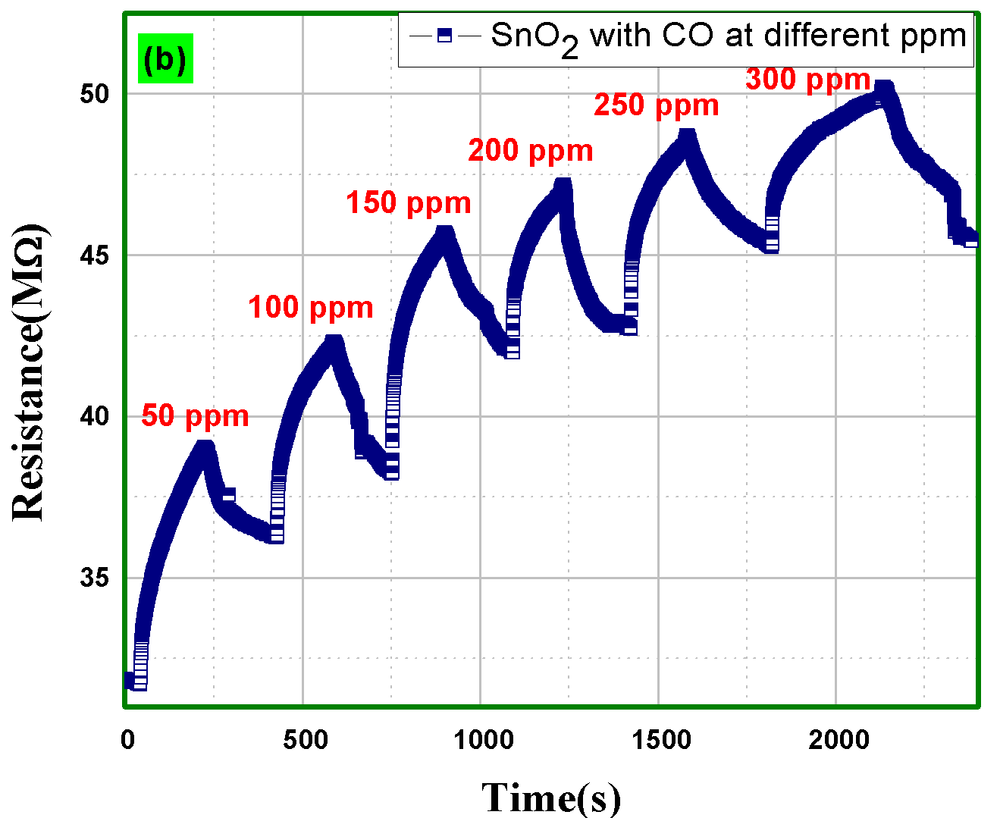 (b)
SnO2 with CO at different ppm
300 ppm
250 ppm
200 ppm
150 ppm
100 ppm
50 ppm
50
45
40
35
Resistance(MΩ)
0 500 1000 1500 2000
Time(s)